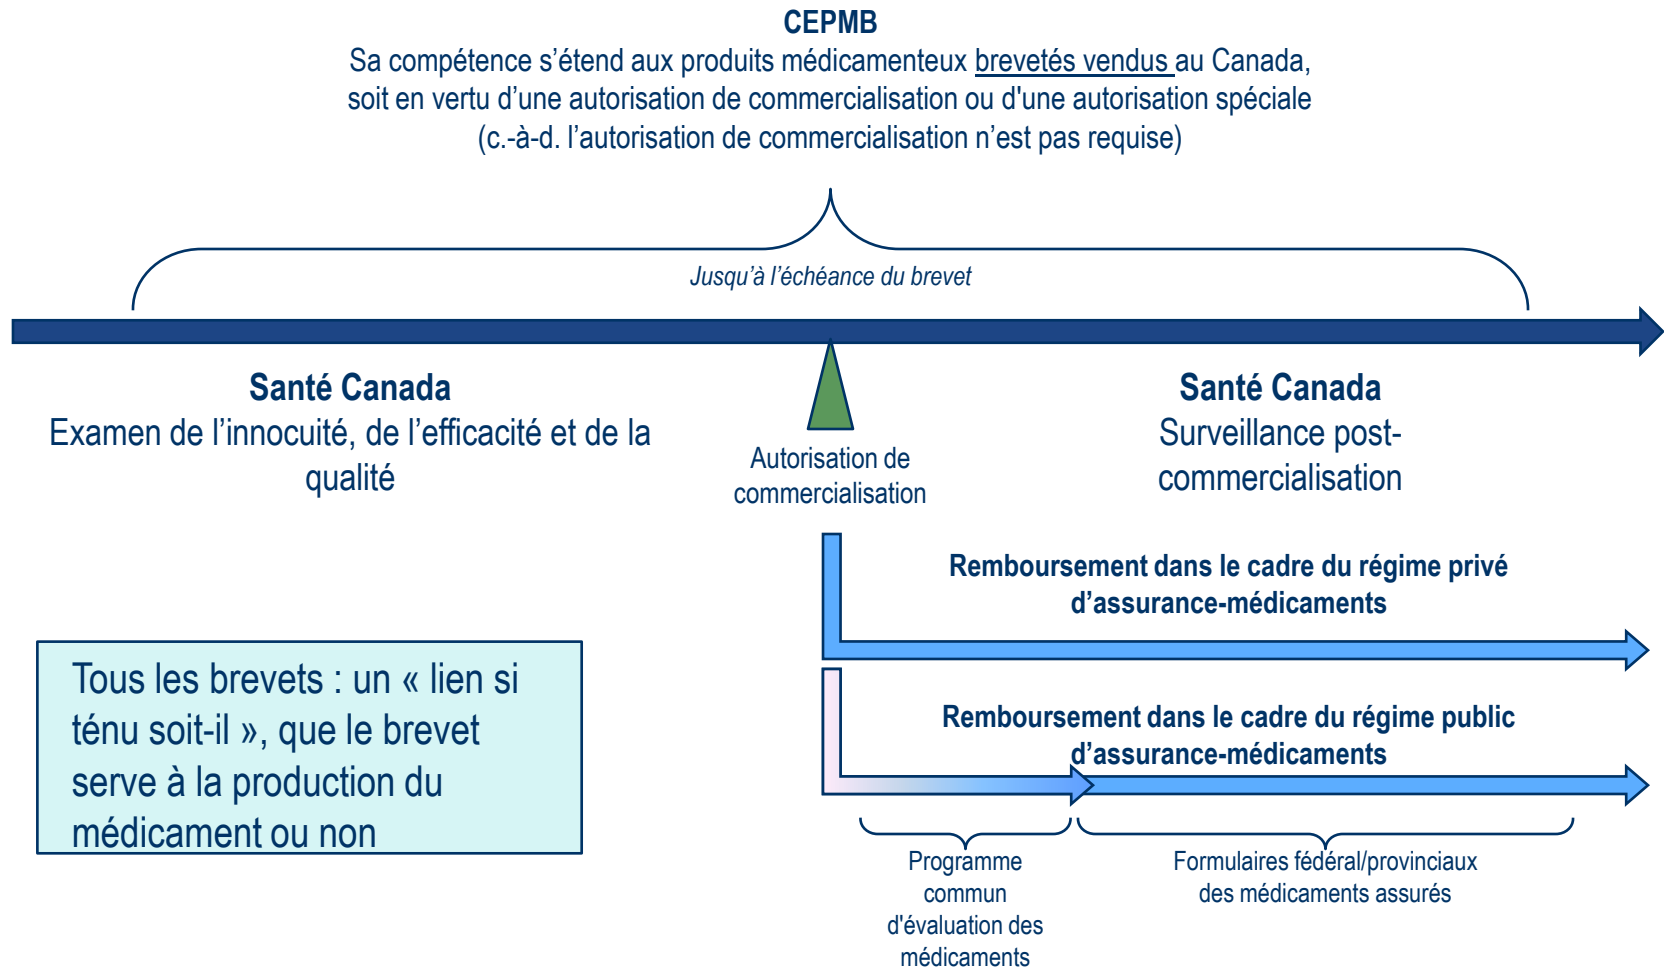 CEPMB
Sa compétence s’étend aux produits médicamenteux brevetés vendus au Canada,
soit en vertu d’une autorisation de commercialisation ou d'une autorisation spéciale
(c.-à-d. l’autorisation de commercialisation n’est pas requise)
Jusqu’à l’échéance du brevet
Santé Canada
Examen de l’innocuité, de l’efficacité et de la
qualité
Autorisation de
commercialisation
Santé Canada
Surveillance post-
commercialisation
Remboursement dans le cadre du régime privé
d’assurance-médicaments
Tous les brevets : un « lien si
ténu soit-il », que le brevet
serve à la production du
médicament ou non
Remboursement dans le cadre du régime public
d’assurance-médicaments
Programme
commun
d'évaluation des
médicaments
Formulaires fédéral/provinciaux
des médicaments assurés